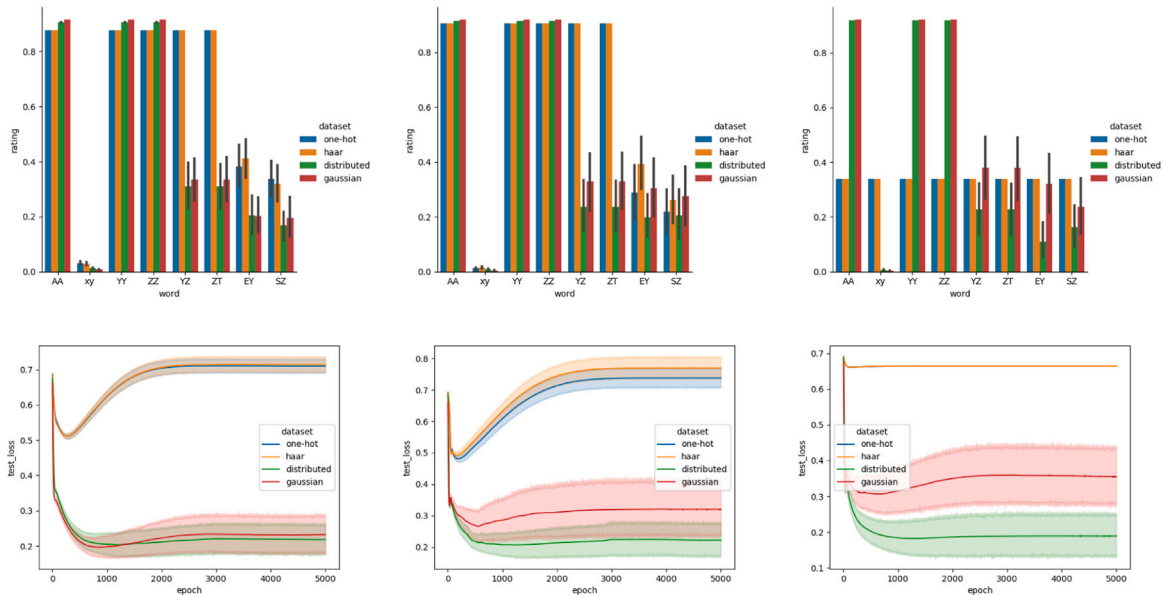 0.8
0.6
0.4
0.2
0.0
rating
AA xy YY ZZ YZ ZT EY SZ
word
dataset
one-hot
haar
distributed
gaussian
0.8
0.6
0.4
0.2
0.0
rating
AA xy YY ZZ YZ ZT EY SZ
word
dataset
one-hot
haar
distributed
gaussian
0.8
0.6
0.4
0.2
0.0
rating
AA xy YY ZZ YZ ZT EY SZ
word
dataset
one-hot
haar
distributed
gaussian
0.7
0.6
0.5
0.4
0.3
0.2
test_loss
0 1000 2000 3000 4000 5000
epoch
dataset
one-hot
haar
distributed
gaussian
0.8
0.7
0.6
0.5
0.4
0.3
0.2
test_loss
0 1000 2000 3000 4000 5000
epoch
dataset
one-hot
haar
distributed
gaussian
0.7
0.6
0.5
0.4
0.3
0.2
0.1
test_loss
0 1000 2000 3000 4000 5000
epoch
dataset
one-hot
haar
distributed
gaussian